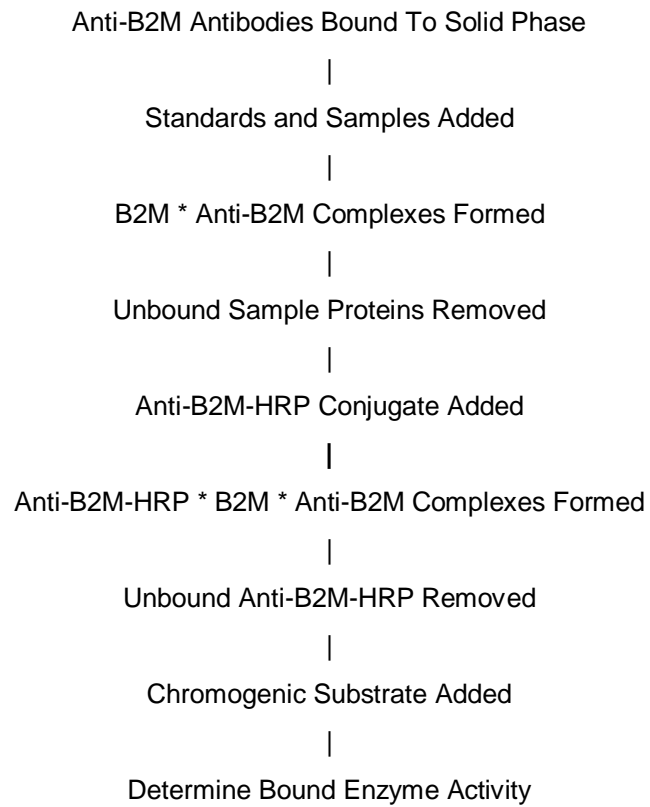 Anti-B2M Antibodies Bound To Solid Phase
|
Standards and Samples Added
|
B2M * Anti-B2M Complexes Formed
|
Unbound Sample Proteins Removed
|
Anti-B2M-HRP Conjugate Added
|
Anti-B2M-HRP * B2M * Anti-B2M Complexes Formed
|
Unbound Anti-B2M-HRP Removed
|
Chromogenic Substrate Added
|
Determine Bound Enzyme Activity